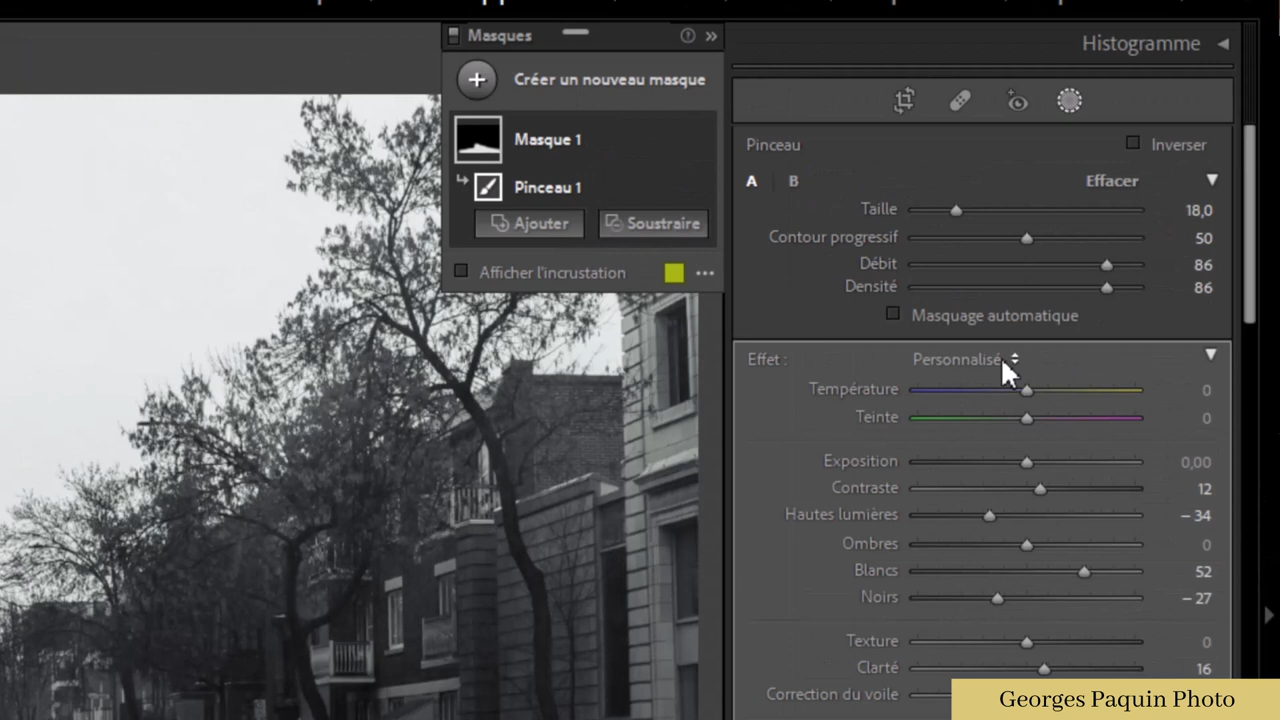 Masques
Créer un nouveau masque
Masque 1
Pinceau 1
Ajouter Soustraire
Afficher l'incrustation
Histogramme
Pinceau Inverser
A B Effacer
Taille 18,0
Contour progressif 50
Débit 86
Densité 86
Masquage automatique
Effet : Personnalisé
Température 0
Teinte 0
Exposition 0,00
Contraste 12
Hautes lumières – 34
Ombres 0
Blancs 52
Noirs – 27
Texture 0
Clarté 16
Correction du voile
Georges Paquin Photo